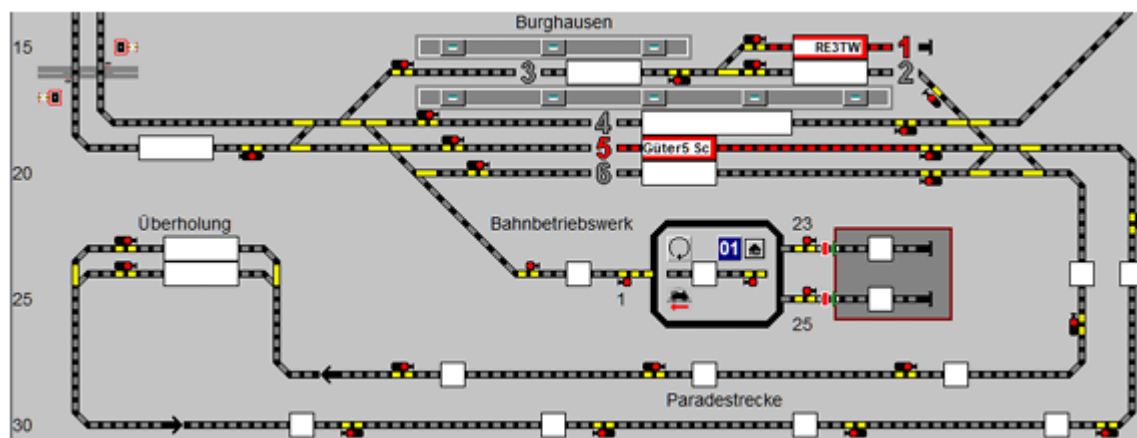 Burghausen
15
RE3TW
1
3
2
4
5
Güter5 Sc
6
20
Überholung
Bahnbetriebswerk
23
01
1
25
25
Paradestrecke
30